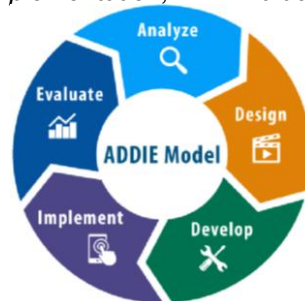 Analyze
Design
Develop
Implement
Evaluate
ADDIE Model